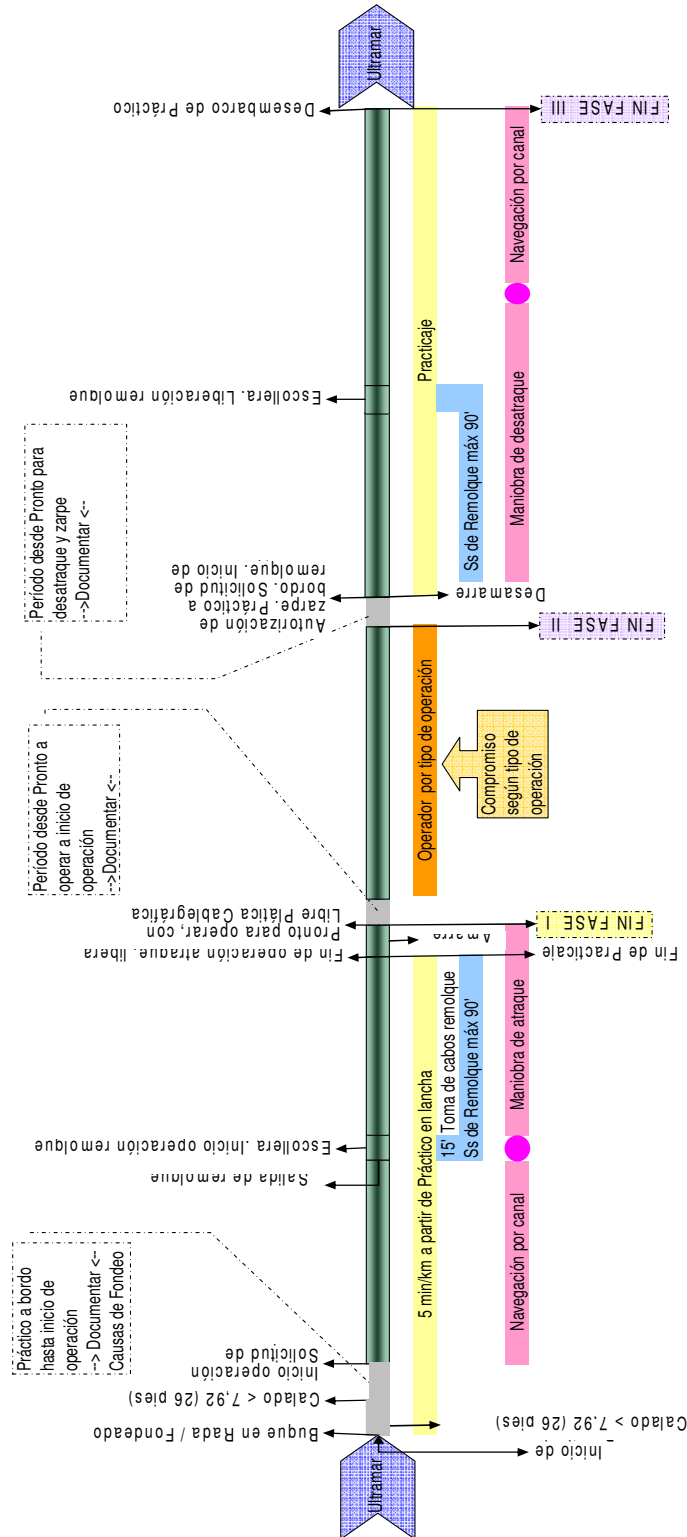 Ultramar
Buque en Rada / Fondeado
Calado < 7,92 (26 pies)
_Inicio de
Calado > 7.92 (26 pies)
Solicitud de
Inicio operación
Práctico a bordo
hasta inicio de
operación
--> Documentar <--
Causas de Fondeo
Salida de remolque
Escollera. Inicio operación remolque
5 min/km a partir de Práctico en lancha
15' Toma de cabos remolque
Ss de Remolque máx 90'
Navegación por canal
Maniobra de atraque
Fin de operación atraque. libera
Fin de Practicaje
Amarre
Pronto para operar, con,
Libre Plática Cablegráfica
FIN FASE I
Período desde Pronto a
operar a inicio de
operación
-->Documentar <--
Operador por tipo de operación
Compromiso
según tipo de
operación
FIN FASE II
Autorización de
zarpe. Práctico a
bordo. Solicitud de
remolque. Inicio de
Desamarre
Período desde Pronto para
desatraque y zarpe
-->Documentar <--
Escollera. Liberación remolque
Practicaje
Ss de Remolque máx 90'
Maniobra de desatraque
Navegación por canal
Desembarco de Práctico
FIN FASE III
Ultramar